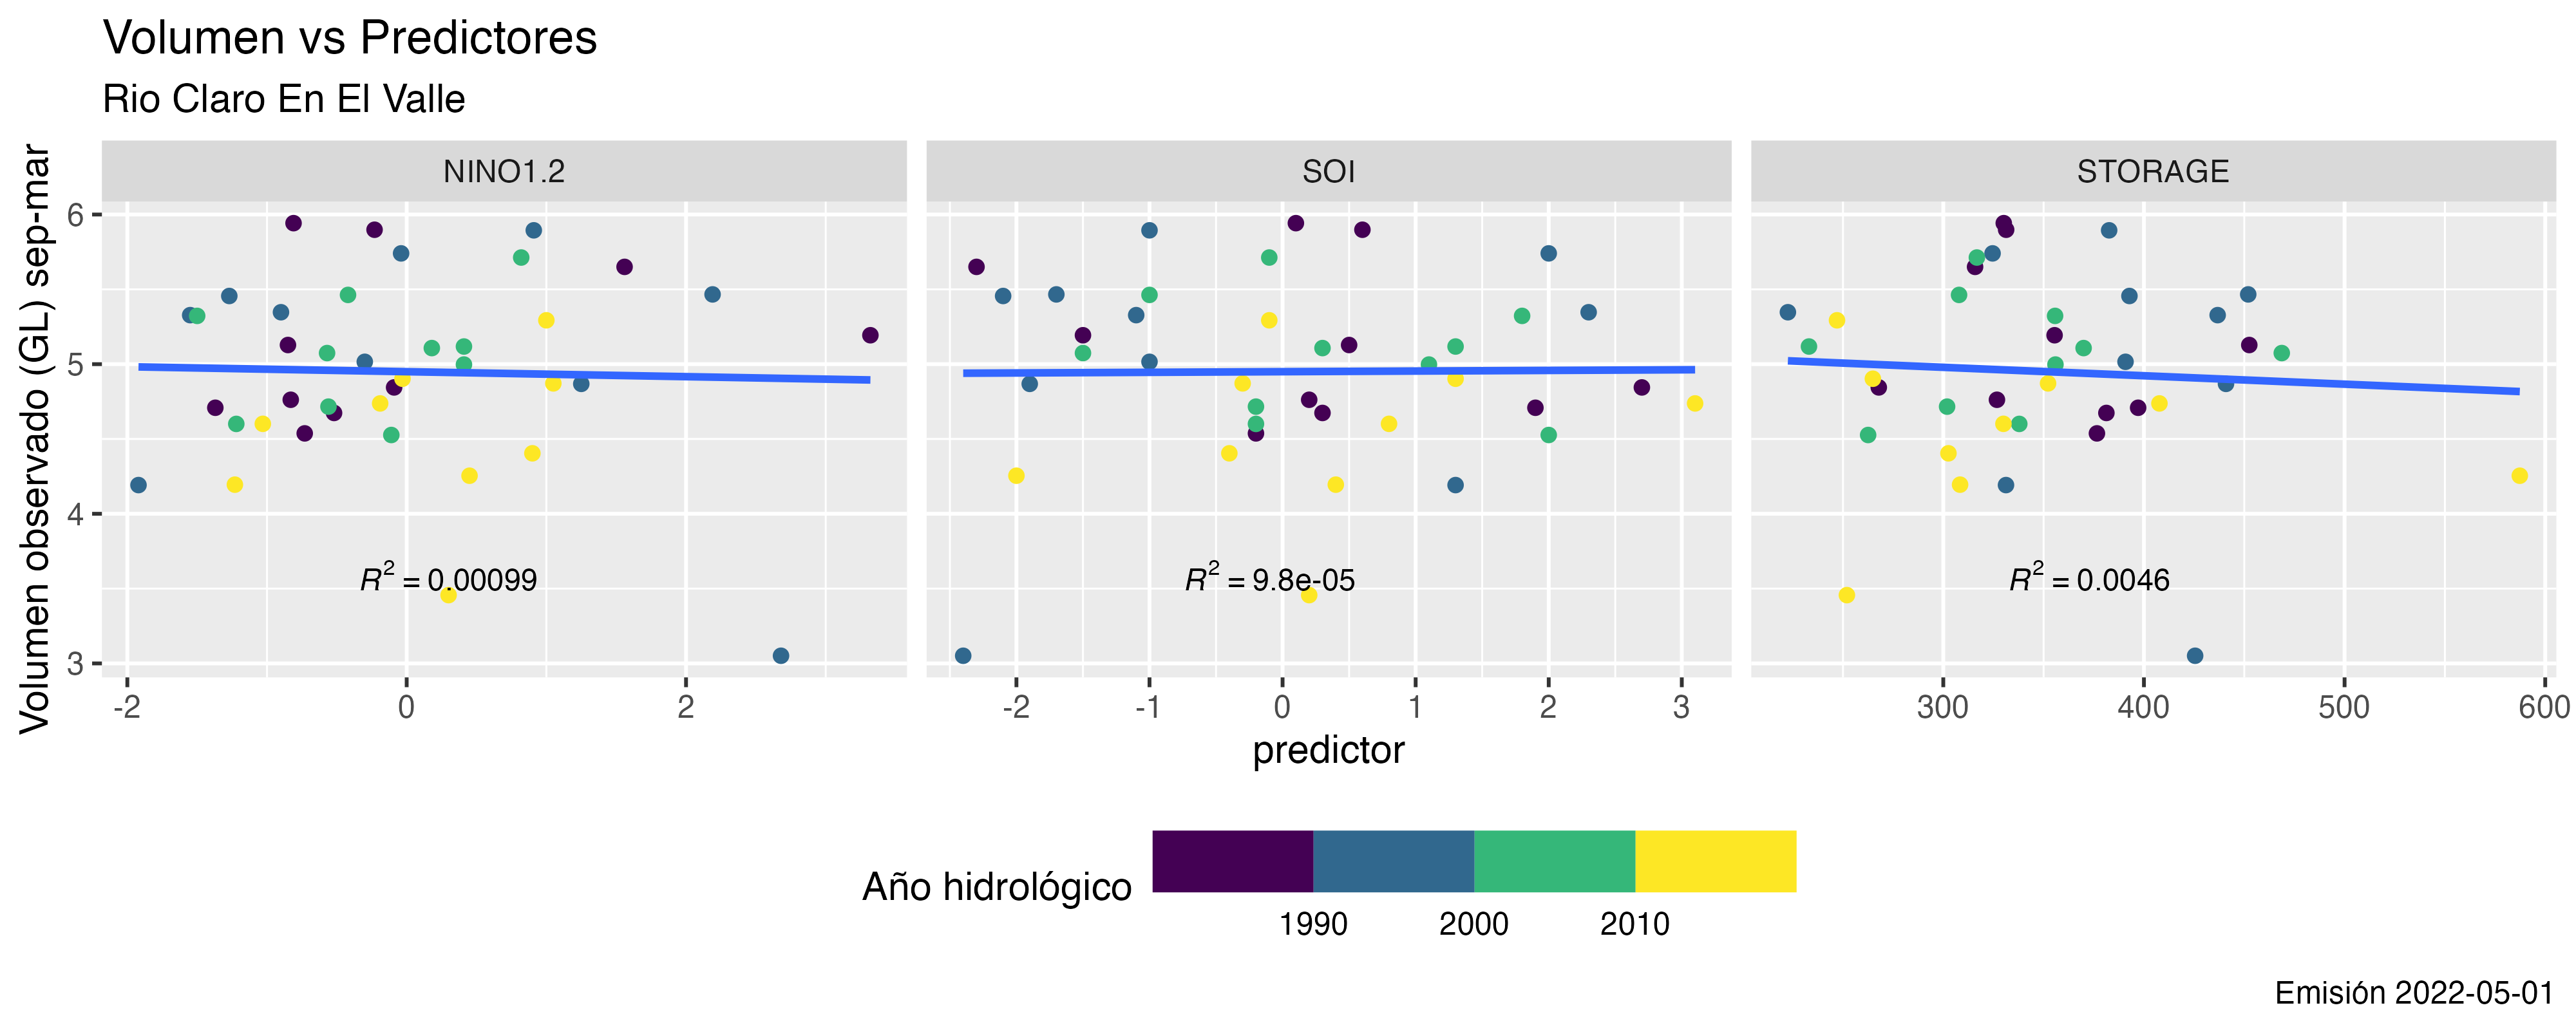 Volumen vs Predictores
Rio Claro En El Valle
NINO1.2
SOI
STORAGE
Volumen observado (GL) sep-mar
6
5
4
3
R² = 0.00099
R² = 9.8e-05
R² = 0.0046
-2 0 2
-2 -1 0 1 2 3
300 400 500 600
predictor
Año hidrológico
1990 2000 2010
Emisión 2022-05-01